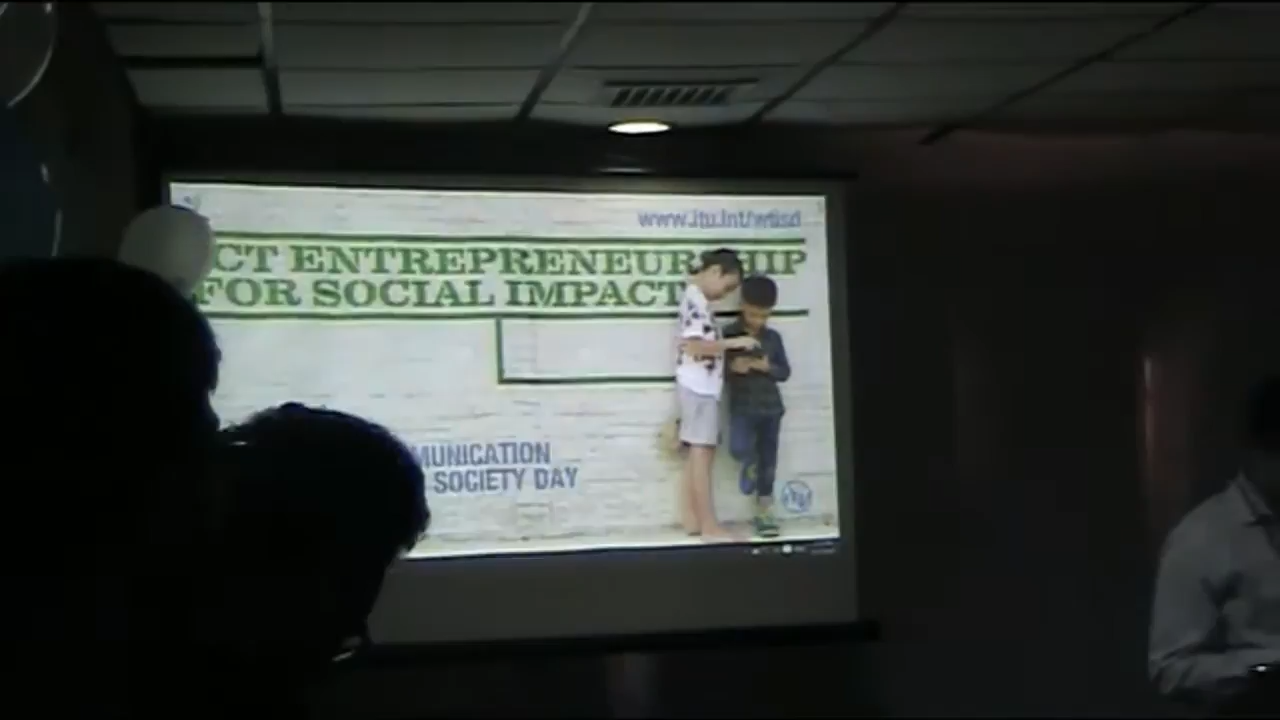 www.itu.int/wtisd
CT ENTREPRENEURSHIP
FOR SOCIAL IMPACT
MUNICATION
SOCIETY DAY